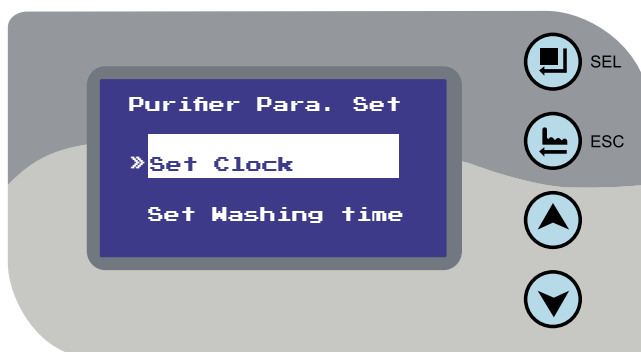 Purifier Para. Set
»Set Clock
Set Washing time
SEL
ESC